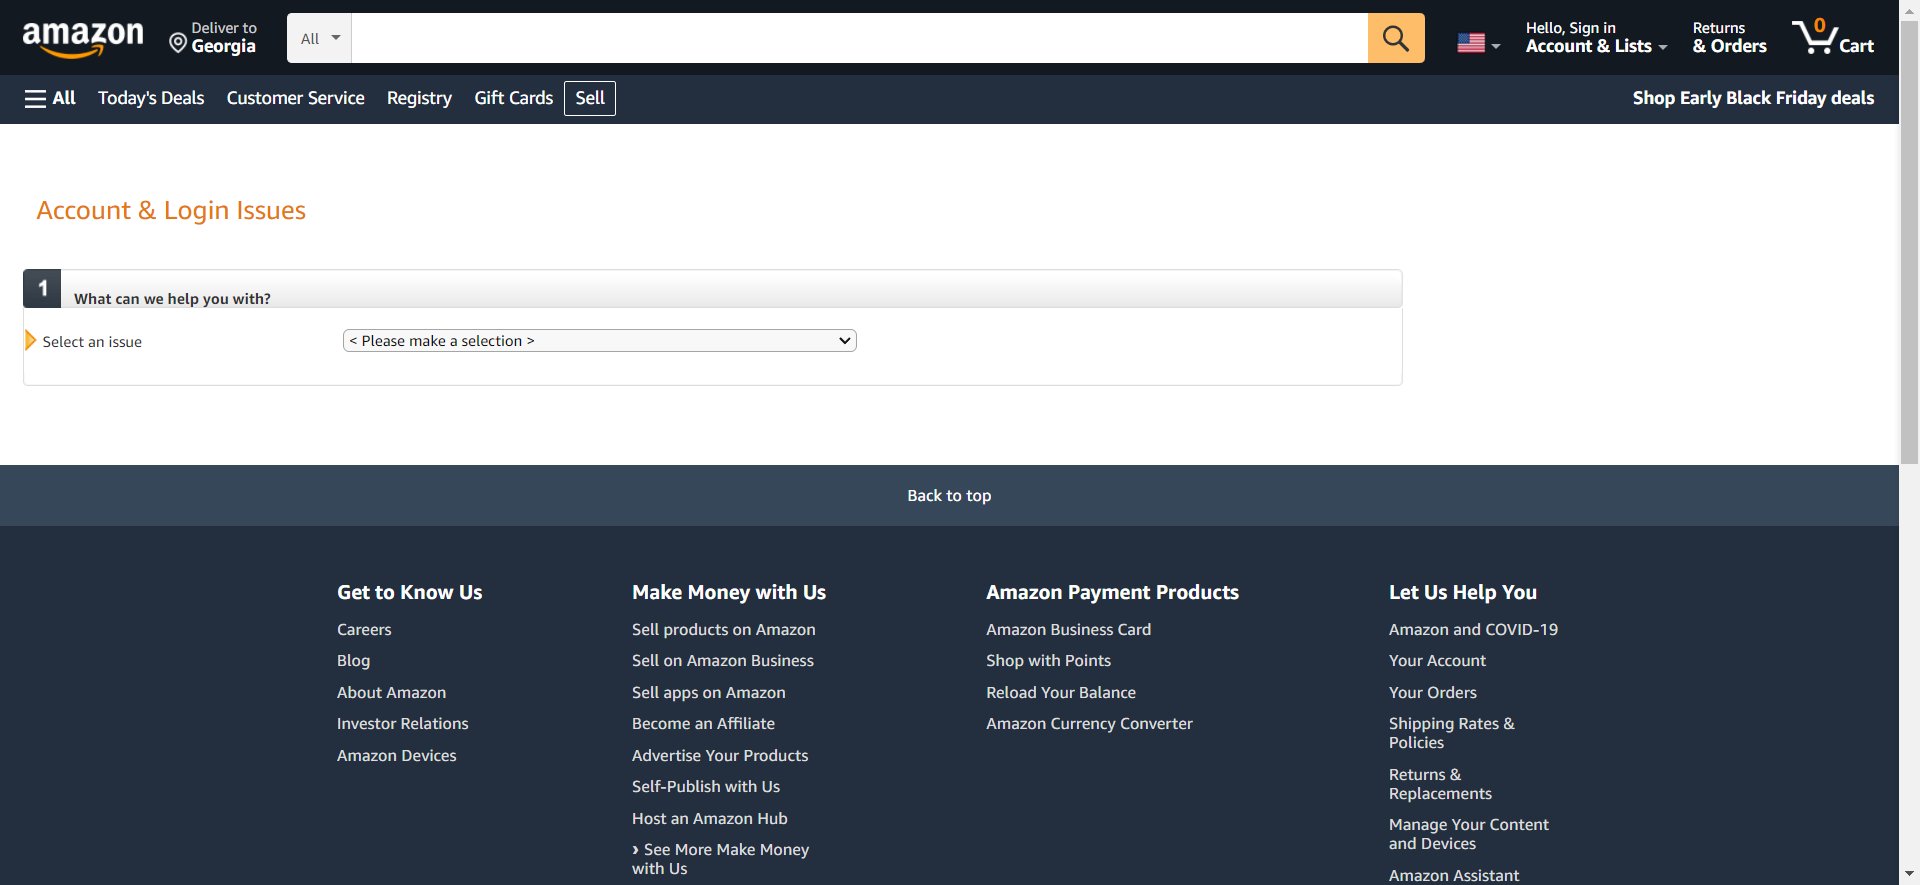 amazon
Deliver to
Georgia
All
Hello, Sign in
Account & Lists
Returns
& Orders
0
Cart
All
Today's Deals
Customer Service
Registry
Gift Cards
Sell
Shop Early Black Friday deals
Account & Login Issues
1
What can we help you with?
Select an issue
< Please make a selection >
Back to top
Get to Know Us
Careers
Blog
About Amazon
Investor Relations
Amazon Devices
Make Money with Us
Sell products on Amazon
Sell on Amazon Business
Sell apps on Amazon
Become an Affiliate
Advertise Your Products
Self-Publish with Us
Host an Amazon Hub
› See More Make Money
with Us
Amazon Payment Products
Amazon Business Card
Shop with Points
Reload Your Balance
Amazon Currency Converter
Let Us Help You
Amazon and COVID-19
Your Account
Your Orders
Shipping Rates &
Policies
Returns &
Replacements
Manage Your Content
and Devices
Amazon Assistant